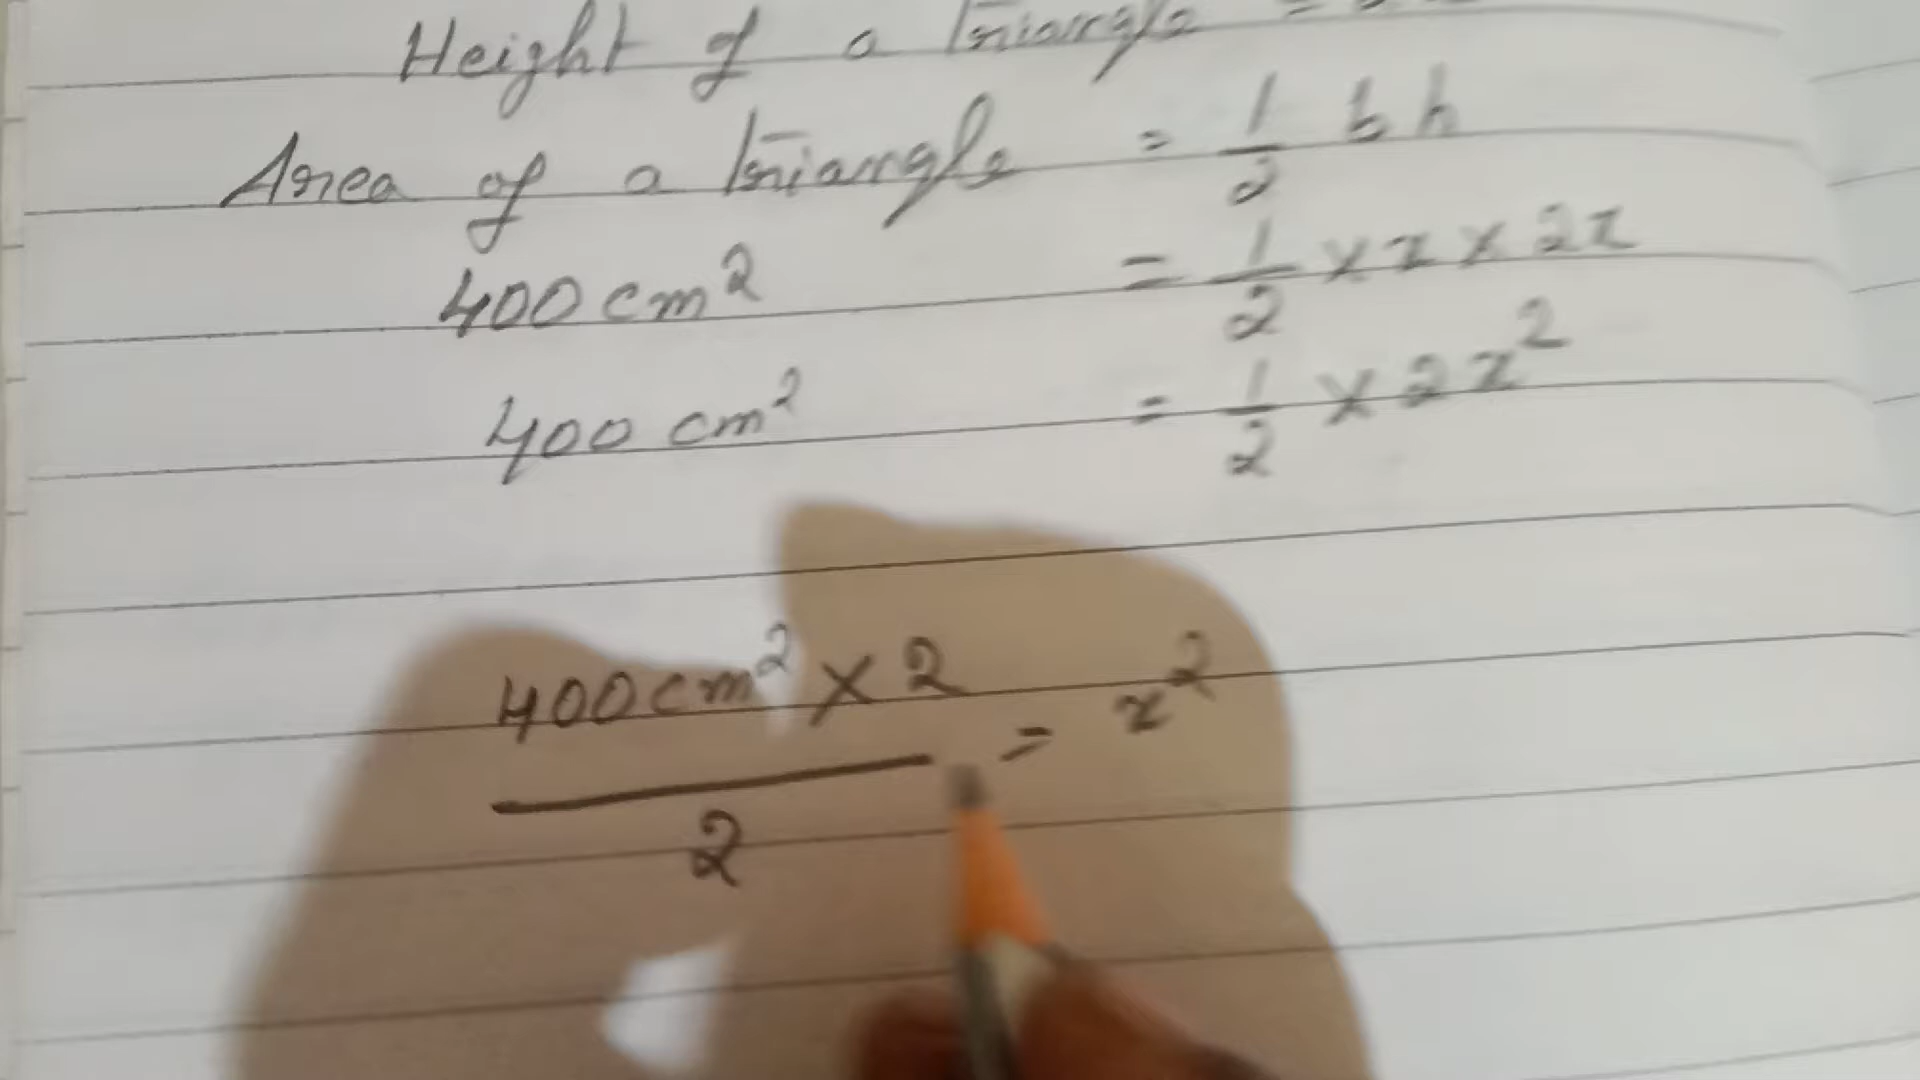 Height of a triangle =
Area of a triangle = 1/2 b h
400 cm² = 1/2 × x × 2x
400 cm² = 1/2 × 2x²
400 cm² × 2 / 2 = x²